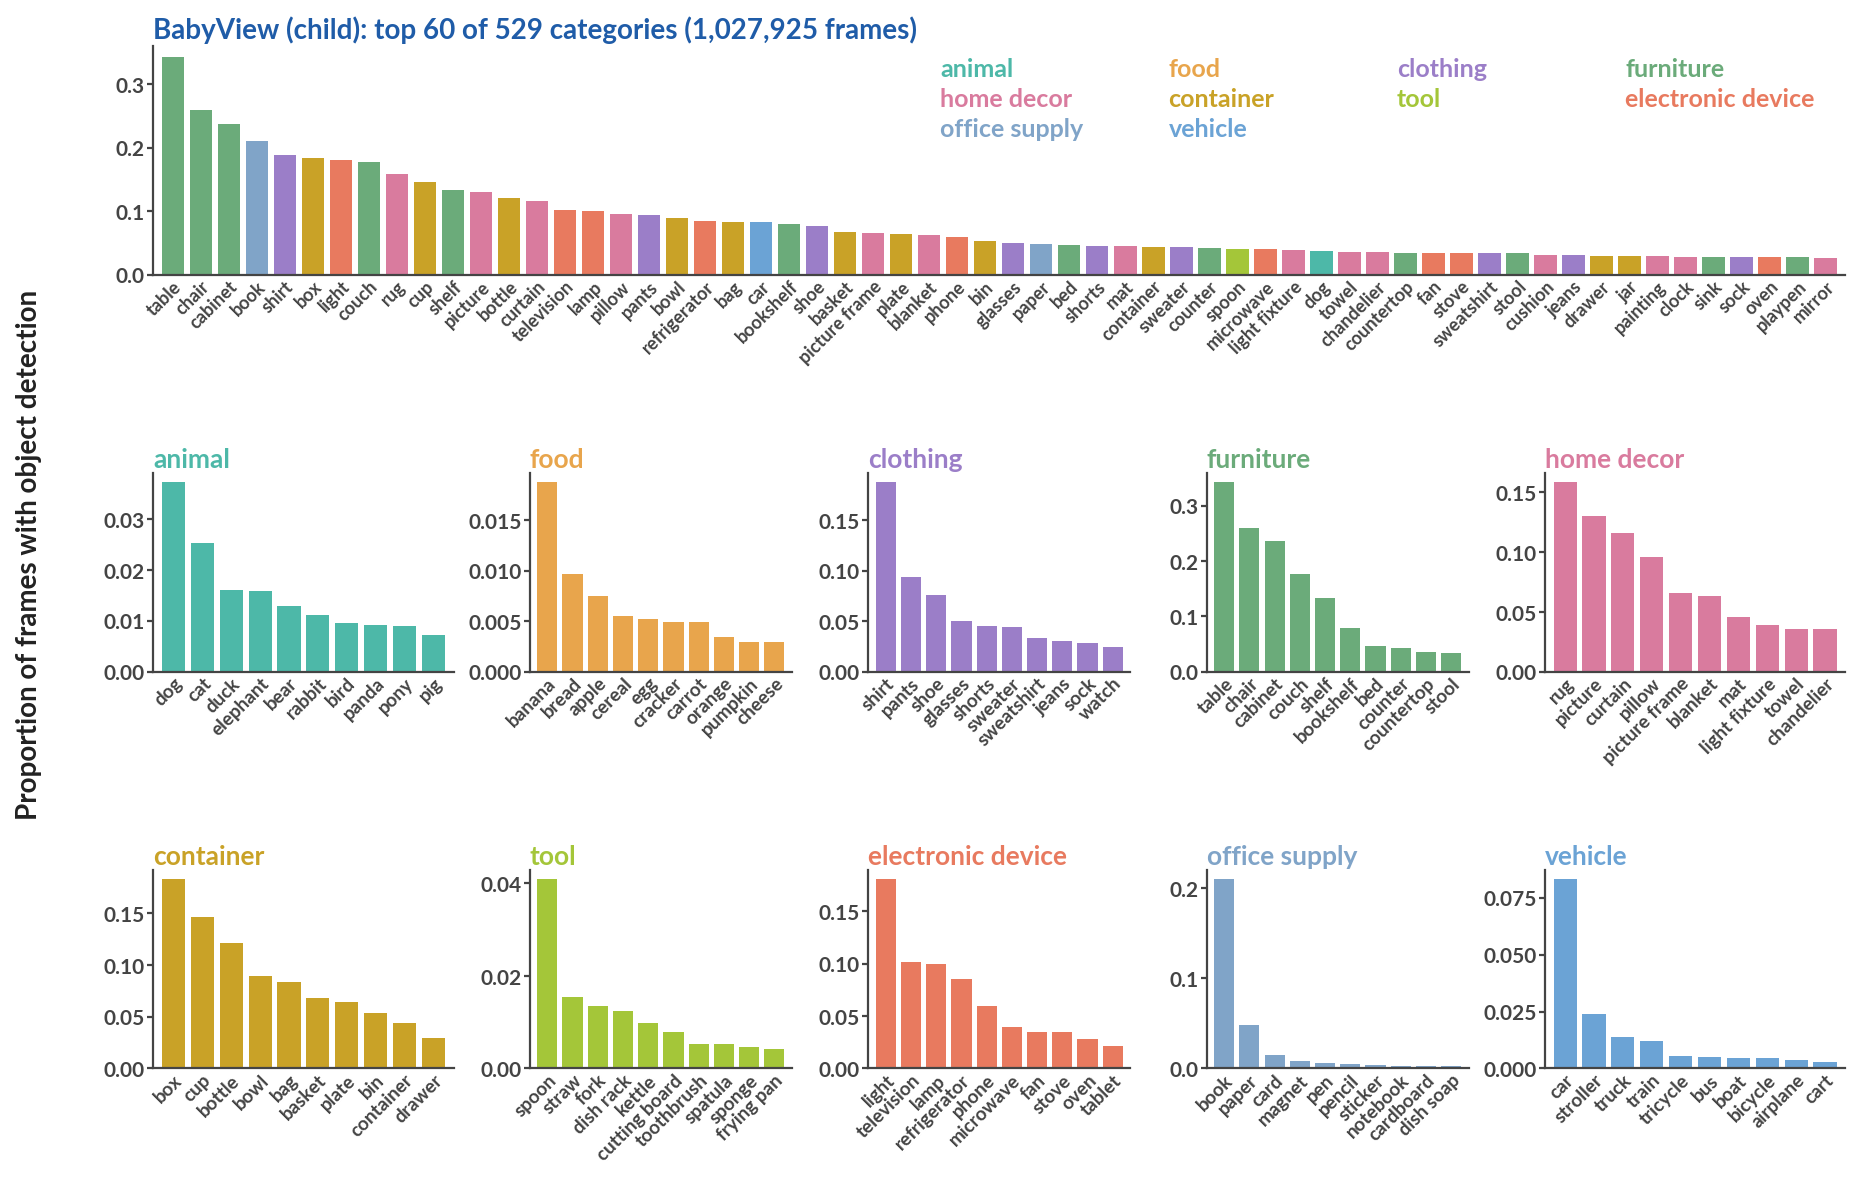 BabyView (child): top 60 of 529 categories (1,027,925 frames)
animal food clothing furniture
home decor container tool electronic device
office supply vehicle
0.3
0.2
0.1
0.0
table chair cabinet book shirt box light couch rug cup shelf picture bottle curtain television lamp pillow pants bowl refrigerator bag car bookshelf shoe basket picture frame plate blanket phone bin glasses paper bed shorts mat container sweater counter spoon microwave light fixture dog towel chandelier countertop fan stove sweatshirt stool cushion jeans drawer jar painting clock sink sock oven playpen mirror
Proportion of frames with object detection
animal
0.03
0.02
0.01
0.00
dog cat duck elephant bear rabbit bird panda pony pig
food
0.015
0.010
0.005
0.000
banana bread apple cereal egg cracker carrot orange pumpkin cheese
clothing
0.15
0.10
0.05
0.00
shirt pants shoe glasses shorts sweater sweatshirt jeans sock watch
furniture
0.3
0.2
0.1
0.0
table chair cabinet couch shelf bookshelf bed counter countertop stool
home decor
0.15
0.10
0.05
0.00
rug picture curtain pillow picture frame blanket mat light fixture towel chandelier
container
0.15
0.10
0.05
0.00
box cup bottle bowl bag basket plate bin container drawer
tool
0.04
0.02
0.00
spoon straw fork dish rack kettle cutting board toothbrush spatula sponge frying pan
electronic device
0.15
0.10
0.05
0.00
light television lamp refrigerator phone microwave fan stove oven tablet
office supply
0.2
0.1
0.0
book paper card magnet pen pencil sticker notebook cardboard dish soap
vehicle
0.075
0.050
0.025
0.000
car stroller truck train tricycle bus boat bicycle airplane cart